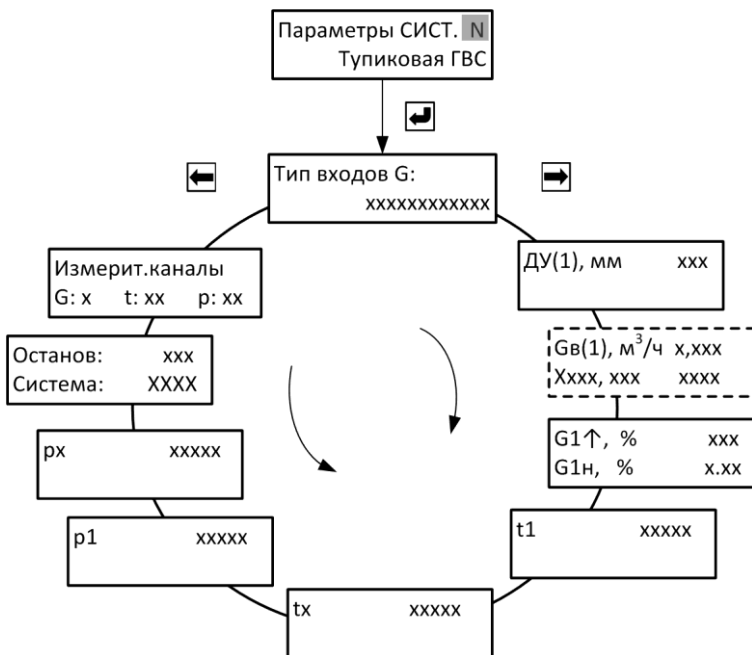 Параметры СИСТ. N
Тупиковая ГВС
Тип входов G:
xxxxxxxxxxxx
ДУ(1), мм xxx
Gв(1), м³/ч x,xxx
Xxxx, xxx xxxx
G1↑, % xxx
G1н, % x.xx
t1 xxxxx
tx xxxxx
p1 xxxxx
px xxxxx
Останов: xxx
Система: XXXX
Измерит.каналы
G: x t: xx p: xx